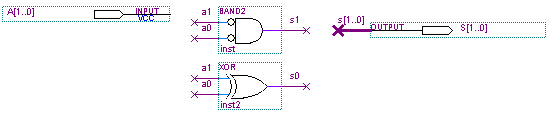 A[1..0] INPUT VCC
a1 BAND2 s1
a0
inst
s[1..0] OUTPUT S[1..0]
a1 XOR s0
a0
inst2